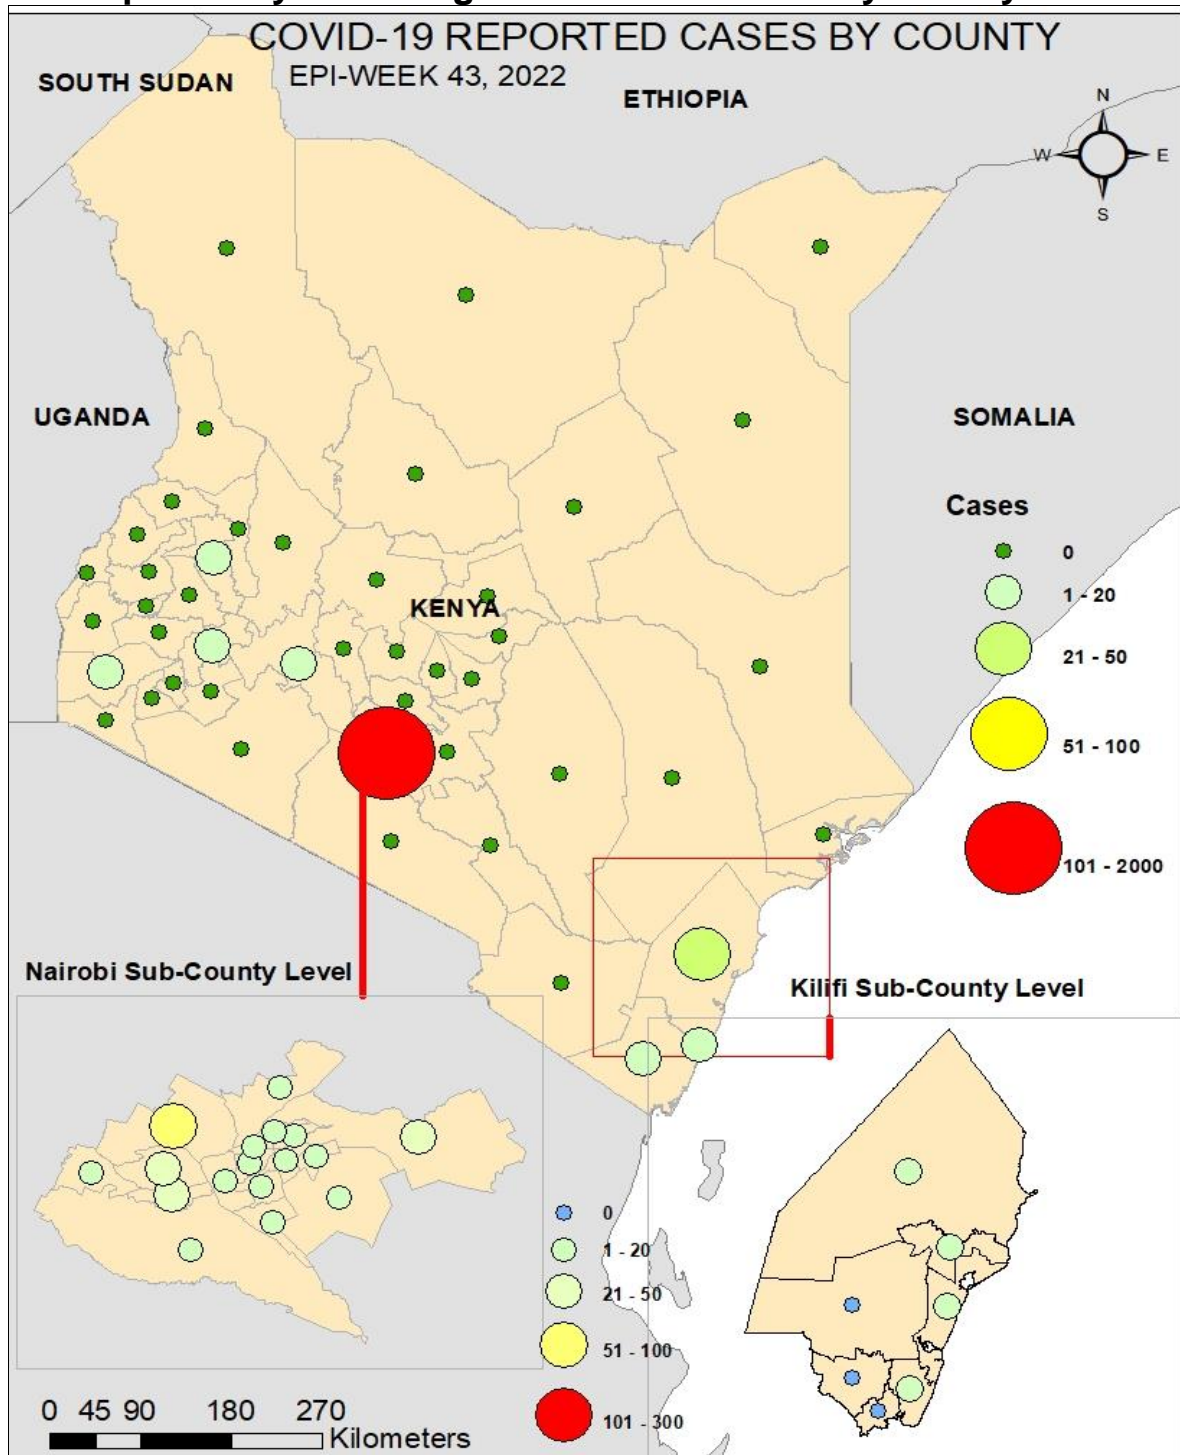 COVID-19 REPORTED CASES BY COUNTY
EPI-WEEK 43, 2022
SOUTH SUDAN
ETHIOPIA
N
W E
S
UGANDA
SOMALIA
KENYA
Cases
0
1 - 20
21 - 50
51 - 100
101 - 2000
Nairobi Sub-County Level
Kilifi Sub-County Level
0
1 - 20
21 - 50
51 - 100
101 - 300
0 45 90 180 270
Kilometers